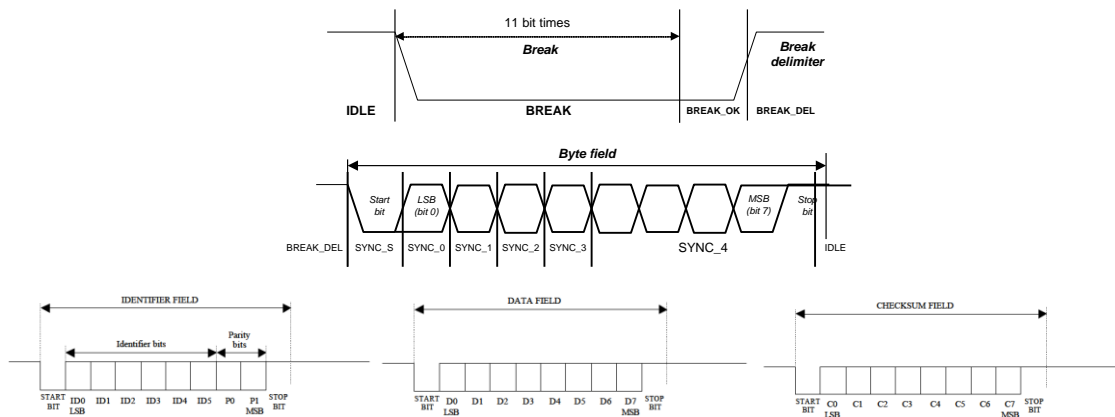 11 bit times
Break
Break
delimiter
IDLE
BREAK
BREAK_OK
BREAK_DEL
Byte field
Start
bit
LSB
(bit 0)
MSB
(bit 7)
Stop
bit
BREAK_DEL
SYNC_S
SYNC_0
SYNC_1
SYNC_2
SYNC_3
SYNC_4
IDLE
IDENTIFIER FIELD
Identifier bits
Parity
bits
START
BIT
ID0
LSB
ID1
ID2
ID3
ID4
ID5
P0
P1
MSB
STOP
BIT
DATA FIELD
START
BIT
D0
LSB
D1
D2
D3
D4
D5
D6
D7
MSB
STOP
BIT
CHECKSUM FIELD
START
BIT
C0
LSB
C1
C2
C3
C4
C5
C6
C7
MSB
STOP
BIT